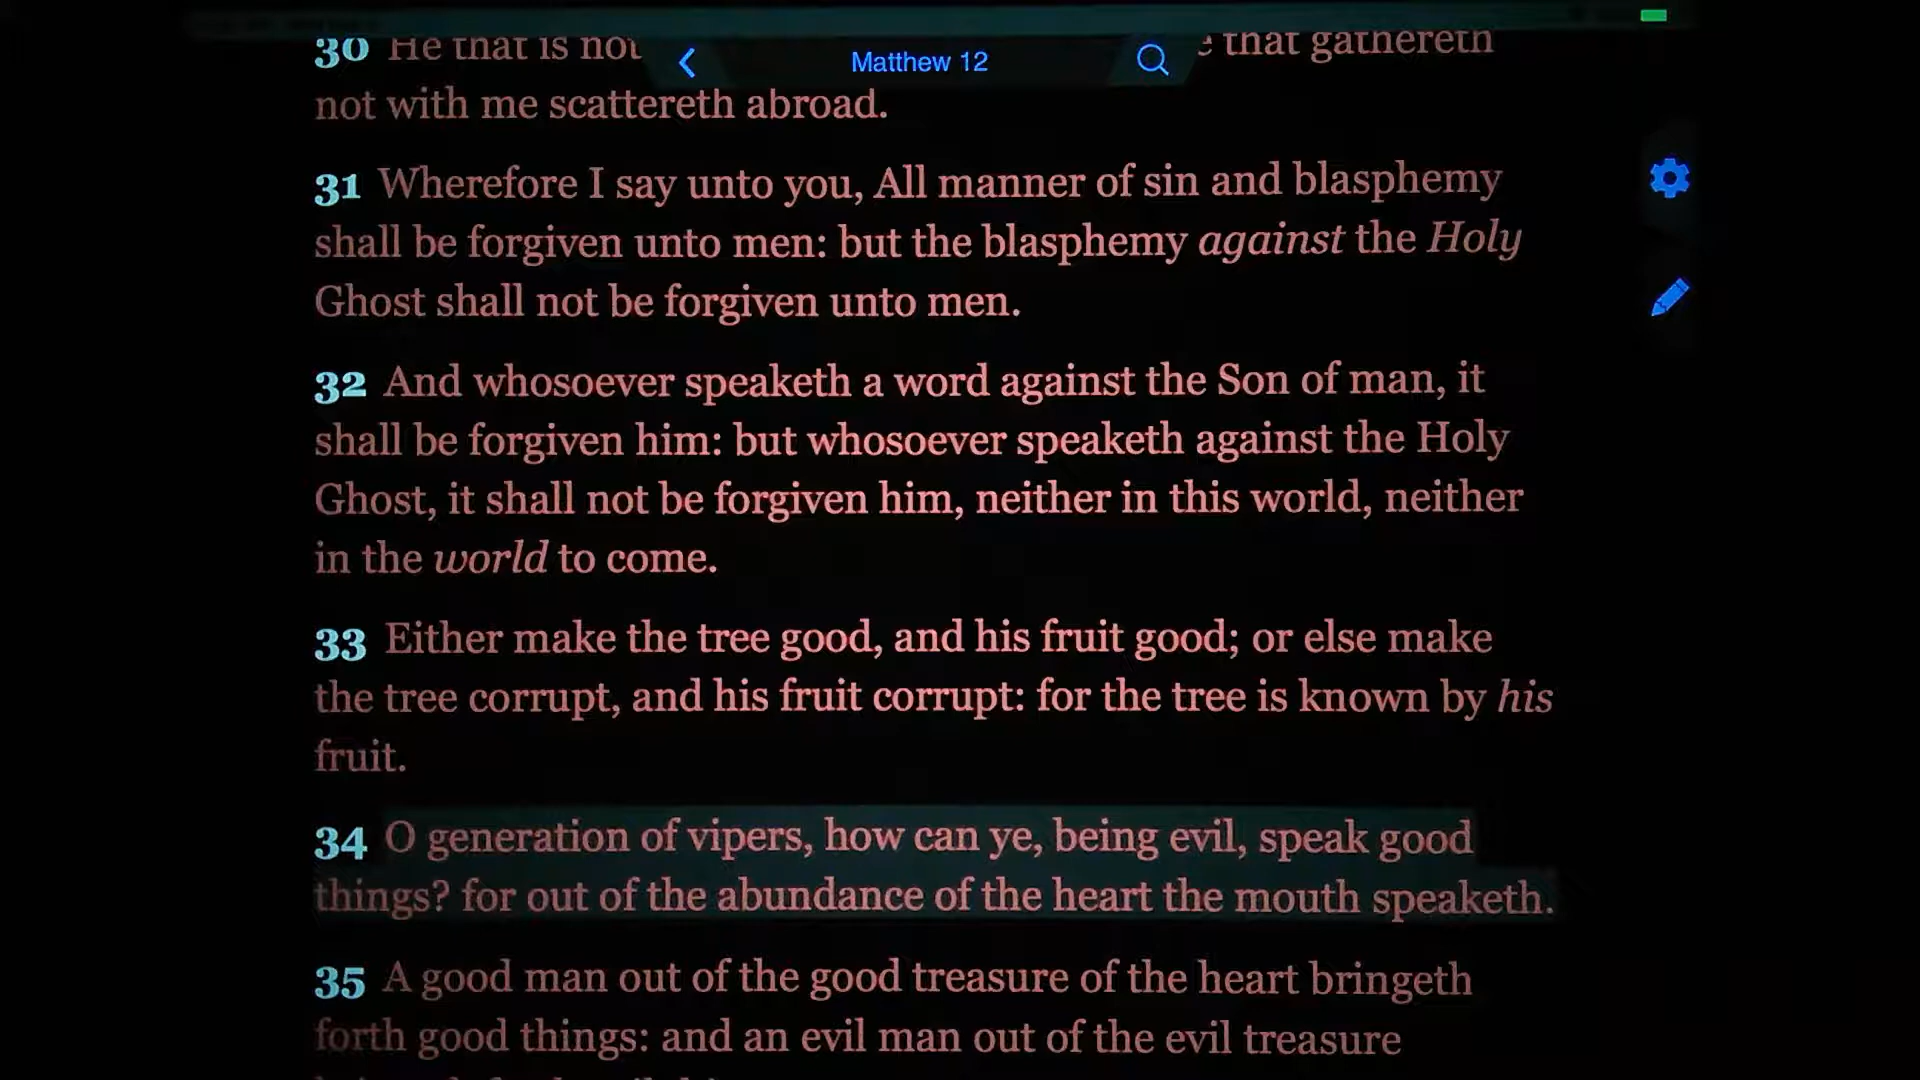 Matthew 12
30 He that is not
that gathereth
not with me scattereth abroad.
31 Wherefore I say unto you, All manner of sin and blasphemy
shall be forgiven unto men: but the blasphemy against the Holy
Ghost shall not be forgiven unto men.
32 And whosoever speaketh a word against the Son of man, it
shall be forgiven him: but whosoever speaketh against the Holy
Ghost, it shall not be forgiven him, neither in this world, neither
in the world to come.
33 Either make the tree good, and his fruit good; or else make
the tree corrupt, and his fruit corrupt: for the tree is known by his
fruit.
34 O generation of vipers, how can ye, being evil, speak good
things? for out of the abundance of the heart the mouth speaketh.
35 A good man out of the good treasure of the heart bringeth
forth good things: and an evil man out of the evil treasure